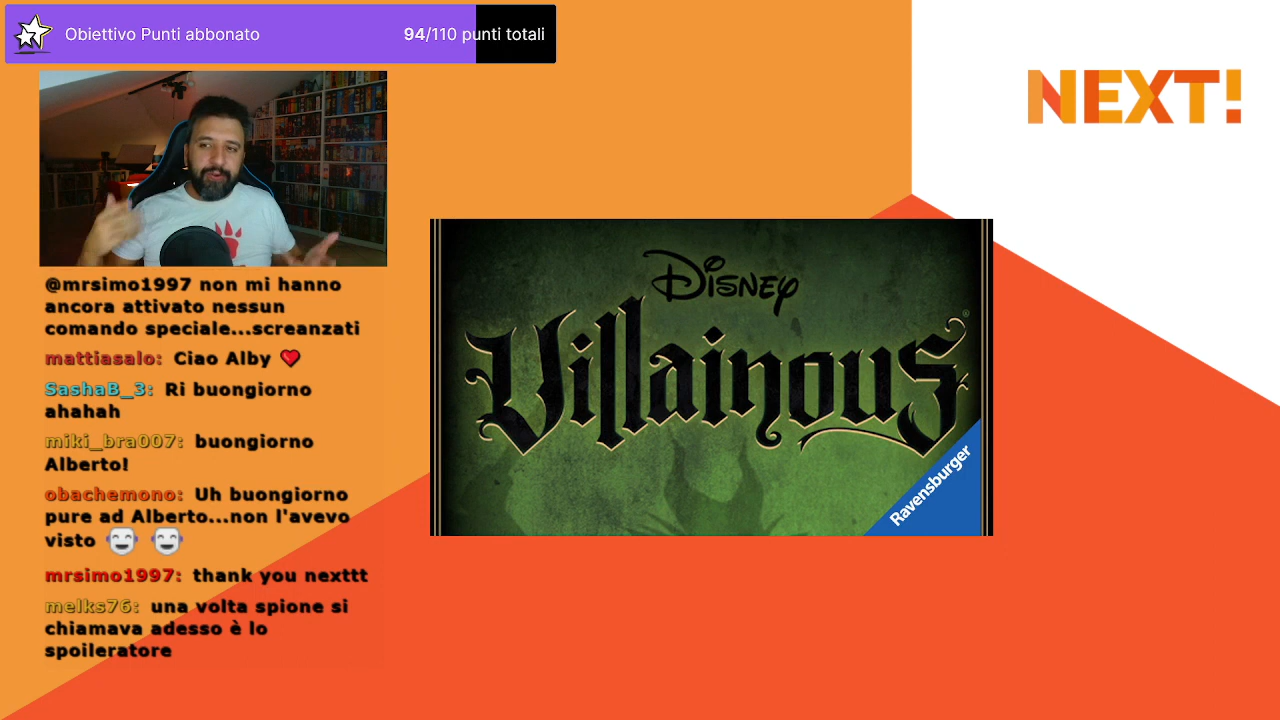 Obiettivo Punti abbonato
94/110 punti totali
NEXT!
@mrsimo1997 non mi hanno
ancora attivato nessun
comando speciale...screanzati
mattiasalo: Ciao Alby ❤
SashaB_3: Ri buongiorno
ahahah
miki_bra007: buongiorno
Alberto!
obachemono: Uh buongiorno
pure ad Alberto...non l'avevo
visto
mrsimo1997: thank you nexttt
melks76: una volta spione si
chiamava adesso è lo
spoileratore
Disney
Villainous
®
Ravensburger